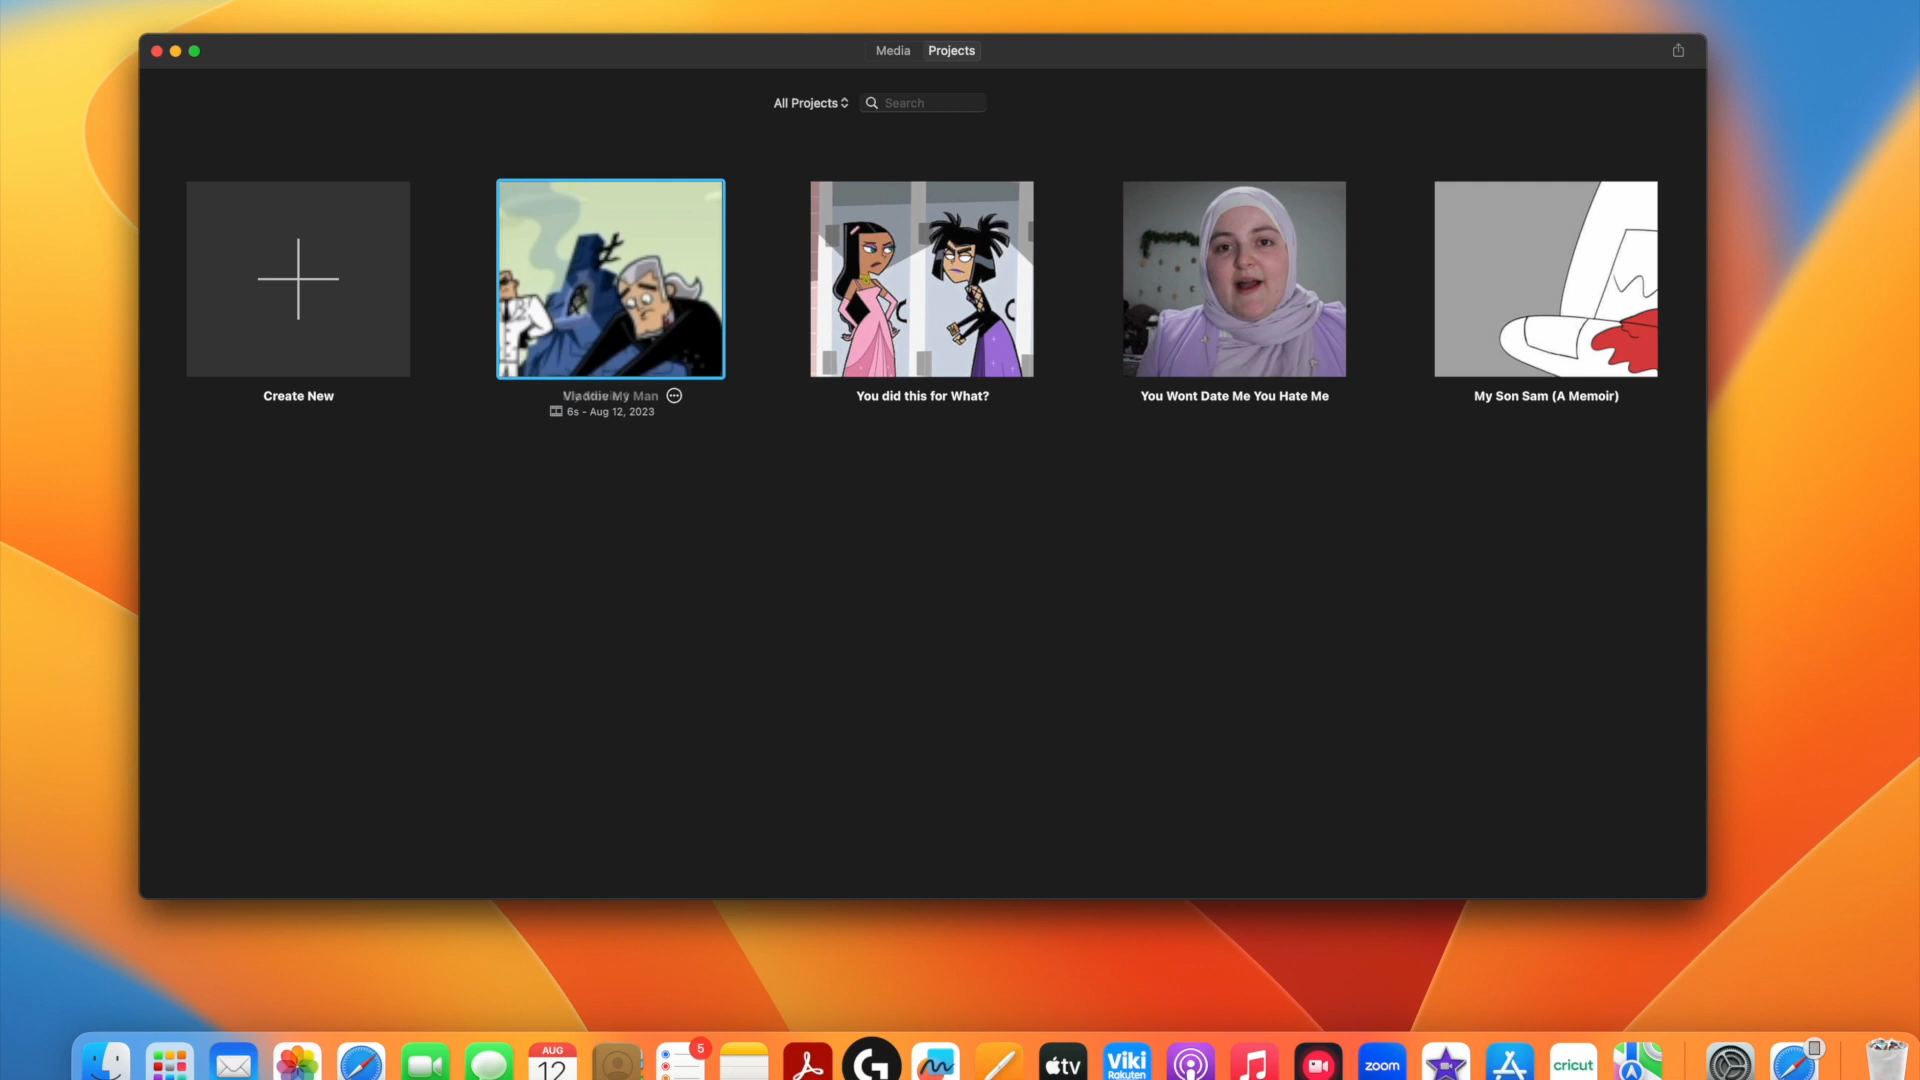 Media Projects
All Projects Search
Create New
Vladdie My Man
6s - Aug 12, 2023
You did this for What?
You Wont Date Me You Hate Me
My Son Sam (A Memoir)
5
AUG
12
tv
Viki
Rakuten
zoom
cricut